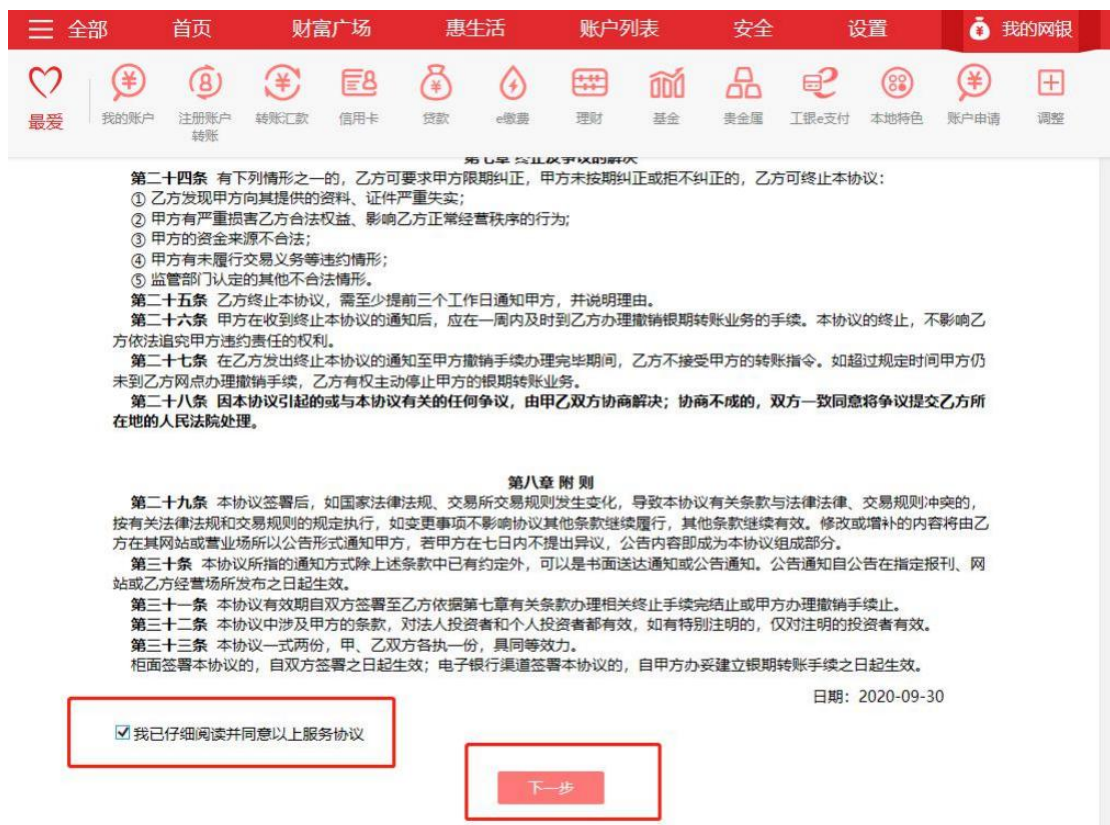 全部 首页 财富广场 惠生活 账户列表 安全 设置 我的网银
最爱 我的账户 注册账户转账 转账汇款 信用卡 贷款 e缴费 理财 基金 贵金属 工银e支付 本地特色 账户申请 调整
第七章 终止及争议的解决
第二十四条 有下列情形之一的，乙方可要求甲方限期纠正，甲方未按期纠正或拒不纠正的，乙方可终止本协议：
① 乙方发现甲方向其提供的资料、证件严重失实；
② 甲方有严重损害乙方合法权益、影响乙方正常经营秩序的行为；
③ 甲方的资金来源不合法；
④ 甲方有未履行交易义务等违约情形；
⑤ 监管部门认定的其他不合法情形。
第二十五条 乙方终止本协议，需至少提前三个工作日通知甲方，并说明理由。
第二十六条 甲方在收到终止本协议的通知后，应在一周内及时到乙方办理撤销银期转账业务的手续。本协议的终止，不影响乙
方依法追究甲方违约责任的权利。
第二十七条 在乙方发出终止本协议的通知至甲方撤销手续办理完毕期间，乙方不接受甲方的转账指令。如超过规定时间甲方仍
未到乙方网点办理撤销手续，乙方有权主动停止甲方的银期转账业务。
第二十八条 因本协议引起的或与本协议有关的任何争议，由甲乙双方协商解决；协商不成的，双方一致同意将争议提交乙方所
在地的人民法院处理。
第八章 附 则
第二十九条 本协议签署后，如国家法律法规、交易所交易规则发生变化，导致本协议有关条款与法律法律、交易规则冲突的，
按有关法律法规和交易规则的规定执行，如变更事项不影响协议其他条款继续履行，其他条款继续有效。修改或增补的内容将由乙
方在其网站或营业场所以公告形式通知甲方，若甲方在七日内不提出异议，公告内容即成为本协议组成部分。
第三十条 本协议所指的通知方式除上述条款中已有约定外，可以是书面送达通知或公告通知。公告通知自公告在指定报刊、网
站或乙方经营场所发布之日起生效。
第三十一条 本协议有效期自双方签署至乙方依据第七章有关条款办理相关终止手续完结止或甲方办理撤销手续止。
第三十二条 本协议中涉及甲方的条款，对法人投资者和个人投资者都有效，如有特别注明的，仅对注明的投资者有效。
第三十三条 本协议一式两份，甲、乙双方各执一份，具同等效力。
柜面签署本协议的，自双方签署之日起生效；电子银行渠道签署本协议的，自甲方办妥建立银期转账手续之日起生效。
日期：2020-09-30
我已仔细阅读并同意以上服务协议
下一步